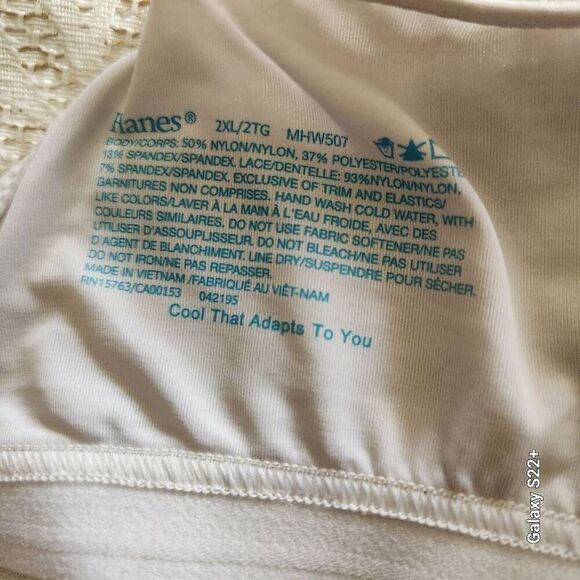 Hanes® 2XL/2TG MHW507
BODY/CORPS: 50% NYLON/NYLON, 37% POLYESTER/POLYESTE
13% SPANDEX/SPANDEX. LACE/DENTELLE: 93%NYLON/NYLON,
7% SPANDEX/SPANDEX. EXCLUSIVE OF TRIM AND ELASTICS/
GARNITURES NON COMPRISES. HAND WASH COLD WATER, WITH
LIKE COLORS/LAVER À LA MAIN À L'EAU FROIDE, AVEC DES
COULEURS SIMILAIRES. DO NOT USE FABRIC SOFTENER/NE PAS
UTILISER D'ASSOUPLISSEUR. DO NOT BLEACH/NE PAS UTILISER
D'AGENT DE BLANCHIMENT. LINE DRY/SUSPENDRE POUR SÉCHER.
DO NOT IRON/NE PAS REPASSER.
MADE IN VIETNAM /FABRIQUÉ AU VIÊT-NAM
RN15763/CA00153 042195
Cool That Adapts To You
Galaxy S22+